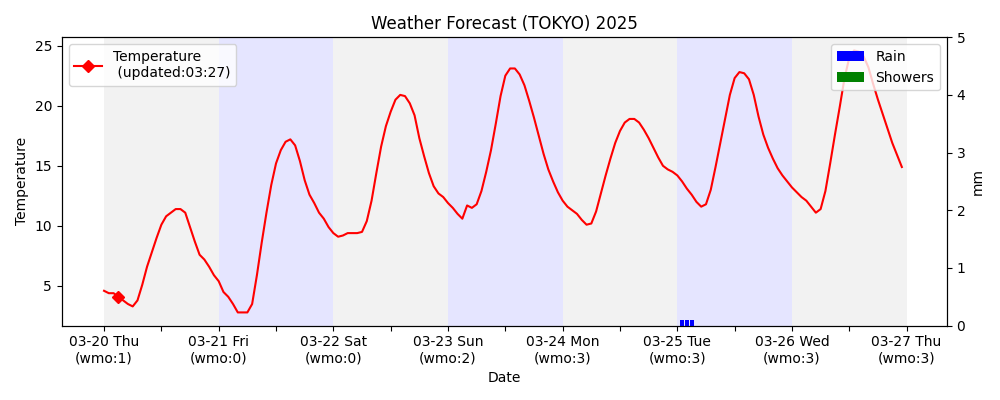 Weather Forecast (TOKYO) 2025
Temperature
(updated:03:27)
Rain
Showers
Temperature
25
20
15
10
5
5
4
3
2
1
0
mm
03-20 Thu
(wmo:1)
03-21 Fri
(wmo:0)
03-22 Sat
(wmo:0)
03-23 Sun
(wmo:2)
03-24 Mon
(wmo:3)
03-25 Tue
(wmo:3)
03-26 Wed
(wmo:3)
03-27 Thu
(wmo:3)
Date